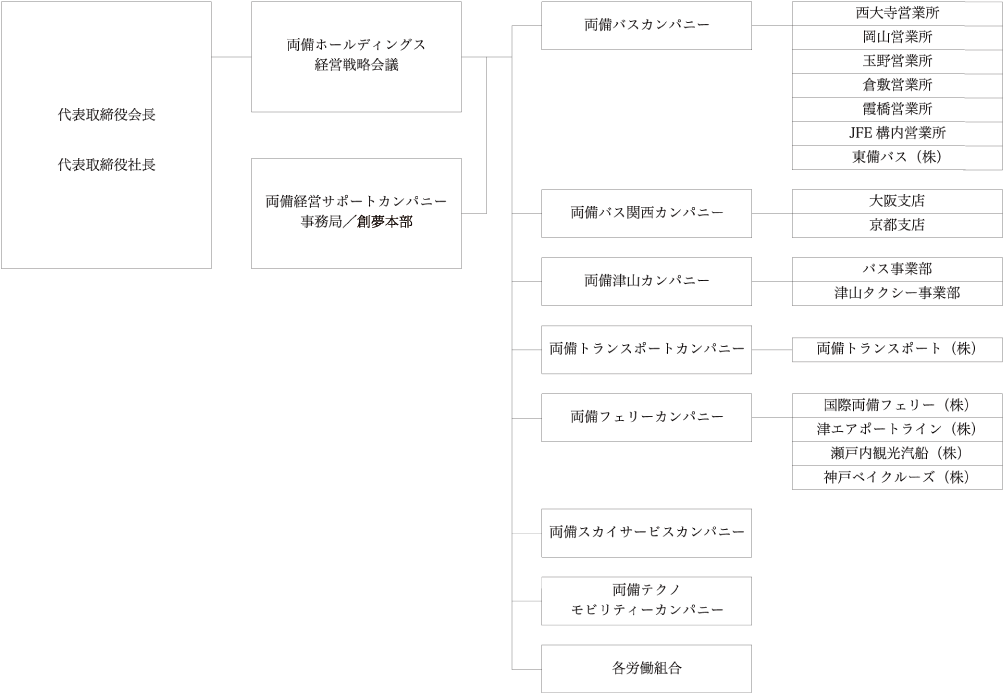 代表取締役会長
代表取締役社長
両備ホールディングス
経営戦略会議
両備経営サポートカンパニー
事務局／創夢本部
両備バスカンパニー
西大寺営業所
岡山営業所
玉野営業所
倉敷営業所
霞橋営業所
JFE 構内営業所
東備バス（株）
両備バス関西カンパニー
大阪支店
京都支店
両備津山カンパニー
バス事業部
津山タクシー事業部
両備トランスポートカンパニー
両備トランスポート（株）
両備フェリーカンパニー
国際両備フェリー（株）
津エアポートライン（株）
瀬戸内観光汽船（株）
神戸ベイクルーズ（株）
両備スカイサービスカンパニー
両備テクノ
モビリティーカンパニー
各労働組合